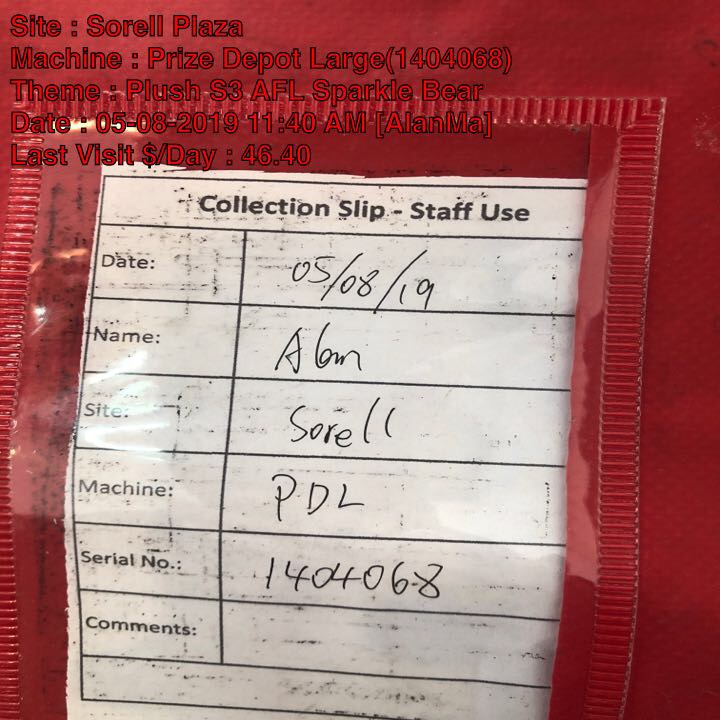 Site : Sorell Plaza
Machine : Prize Depot Large(1404068)
Theme : Plush S3 AFL Sparkle Bear
Date : 05-08-2019 11:40 AM [AlanMa]
Last Visit $/Day : 46.40
Collection Slip - Staff Use
Date: 05/08/19
Name: Alan
Site: Sorell
Machine: PDL
Serial No.: 1404068
Comments: